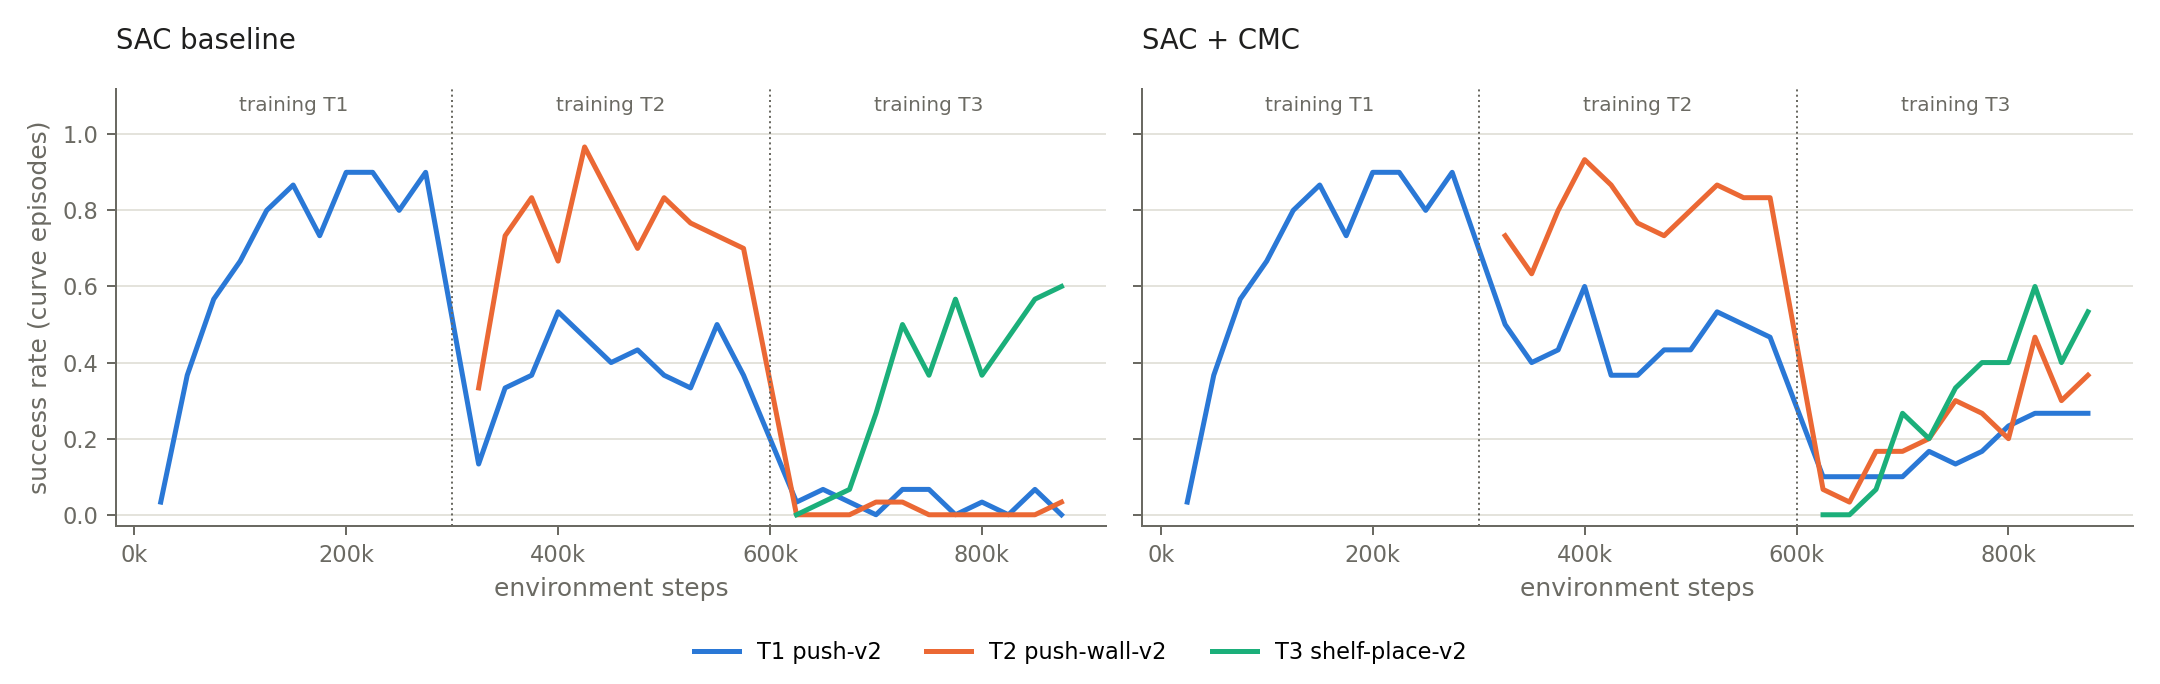 SAC baseline
SAC + CMC
training T1
training T2
training T3
training T1
training T2
training T3
success rate (curve episodes)
1.0
0.8
0.6
0.4
0.2
0.0
0k
200k
400k
600k
800k
0k
200k
400k
600k
800k
environment steps
environment steps
T1 push-v2
T2 push-wall-v2
T3 shelf-place-v2